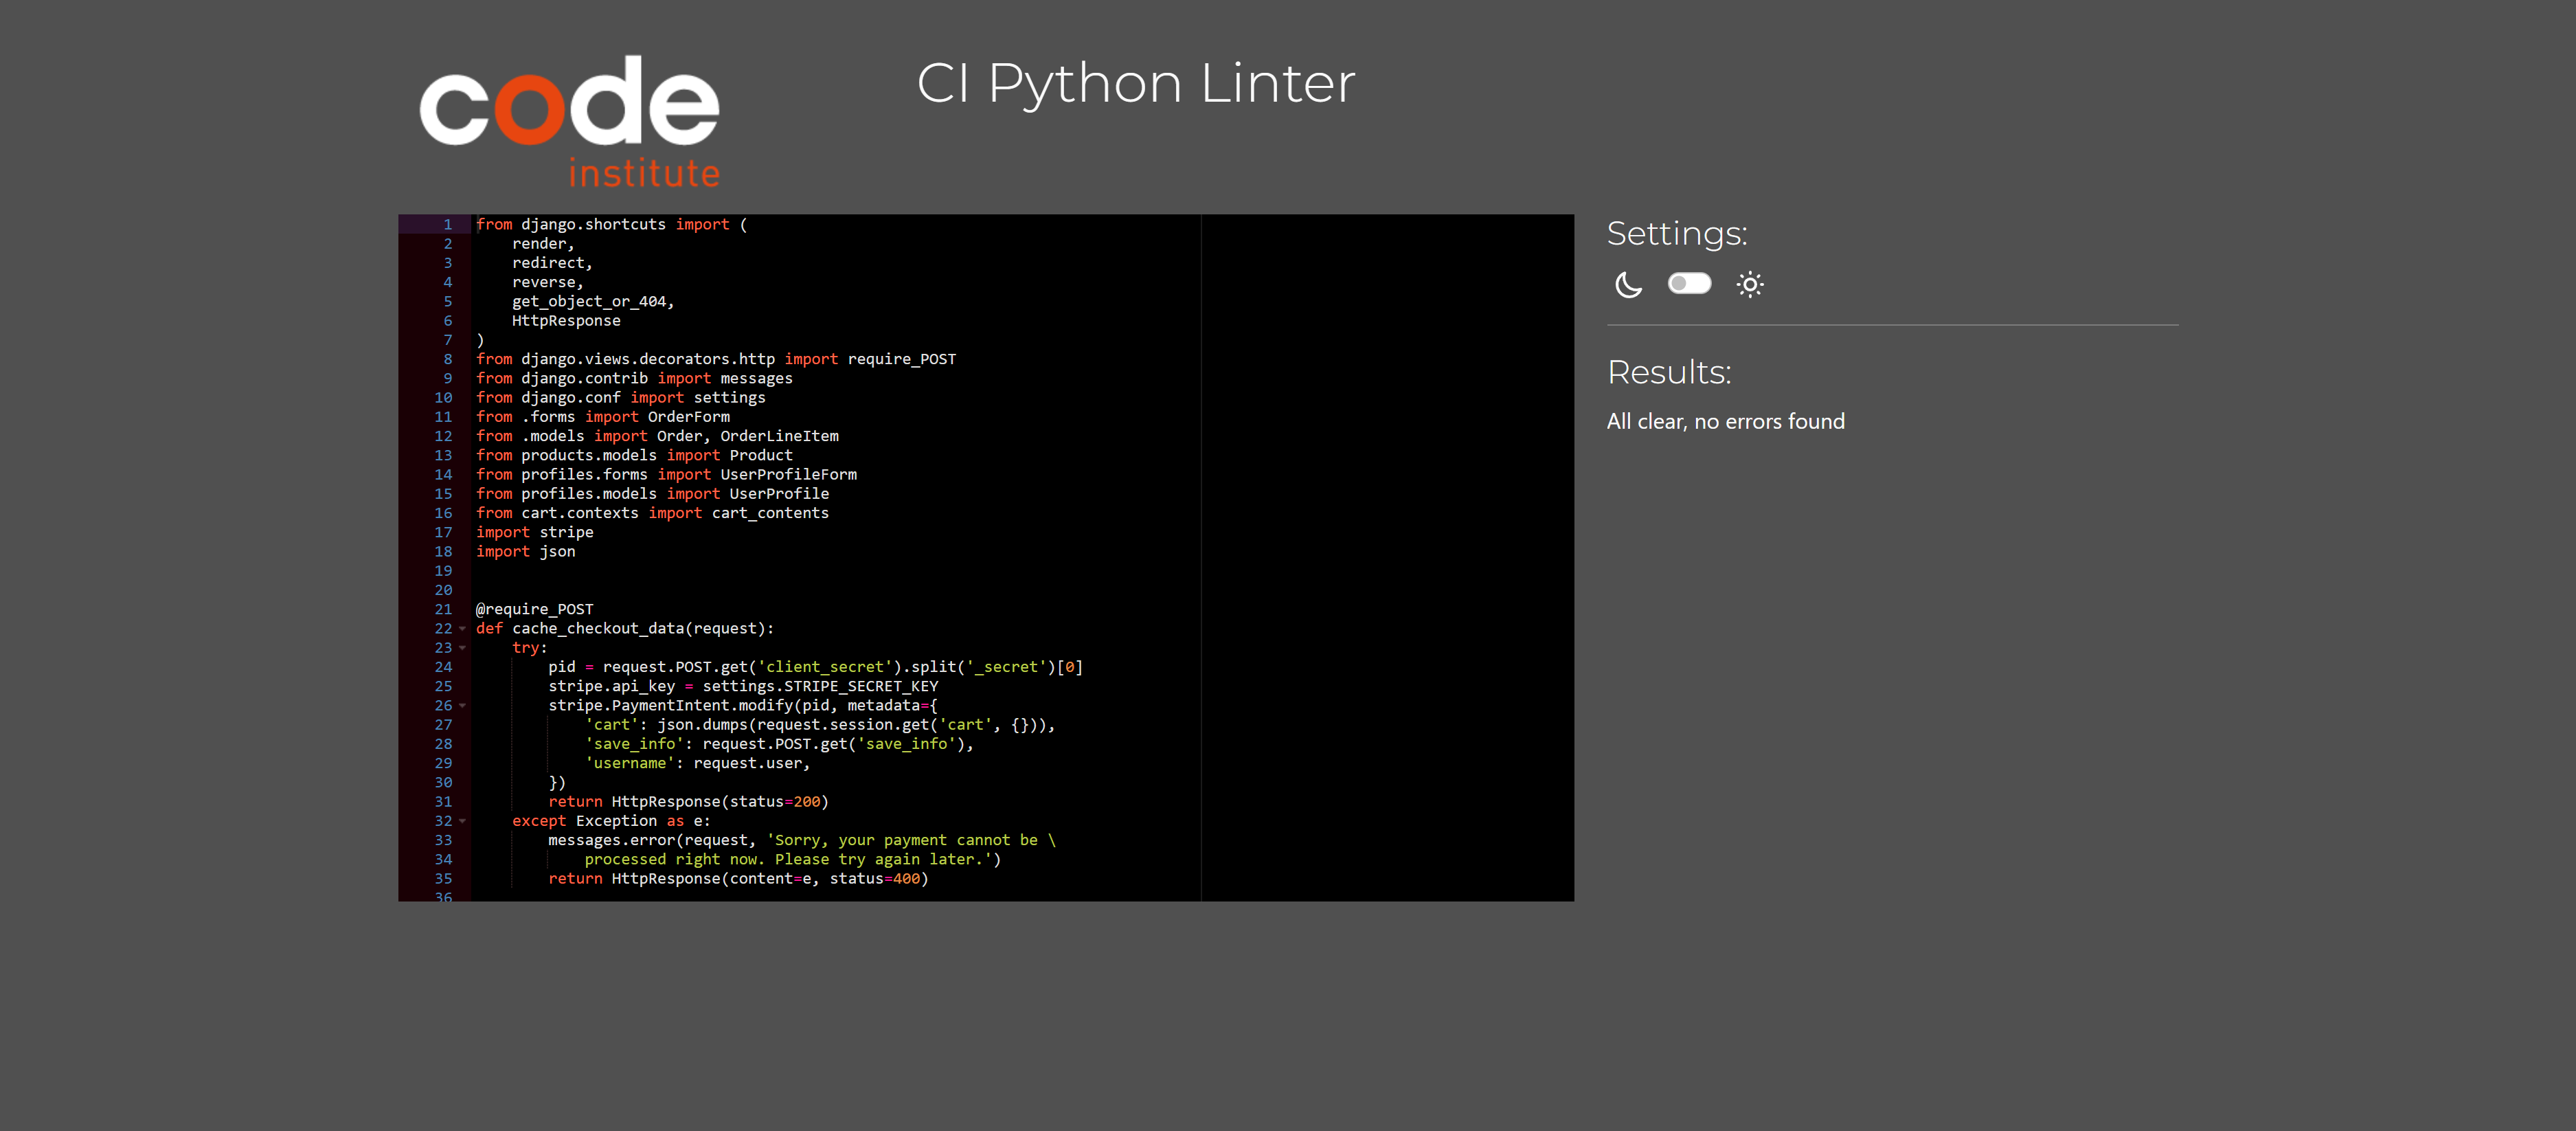 code
institute
CI Python Linter
1 from django.shortcuts import (
2     render,
3     redirect,
4     reverse,
5     get_object_or_404,
6     HttpResponse
7 )
8 from django.views.decorators.http import require_POST
9 from django.contrib import messages
10 from django.conf import settings
11 from .forms import OrderForm
12 from .models import Order, OrderLineItem
13 from products.models import Product
14 from profiles.forms import UserProfileForm
15 from profiles.models import UserProfile
16 from cart.contexts import cart_contents
17 import stripe
18 import json
19
20
21 @require_POST
22 def cache_checkout_data(request):
23     try:
24         pid = request.POST.get('client_secret').split('_secret')[0]
25         stripe.api_key = settings.STRIPE_SECRET_KEY
26         stripe.PaymentIntent.modify(pid, metadata={
27             'cart': json.dumps(request.session.get('cart', {})),
28             'save_info': request.POST.get('save_info'),
29             'username': request.user,
30         })
31         return HttpResponse(status=200)
32     except Exception as e:
33         messages.error(request, 'Sorry, your payment cannot be \
34             processed right now. Please try again later.')
35         return HttpResponse(content=e, status=400)
36
Settings:
Results:
All clear, no errors found